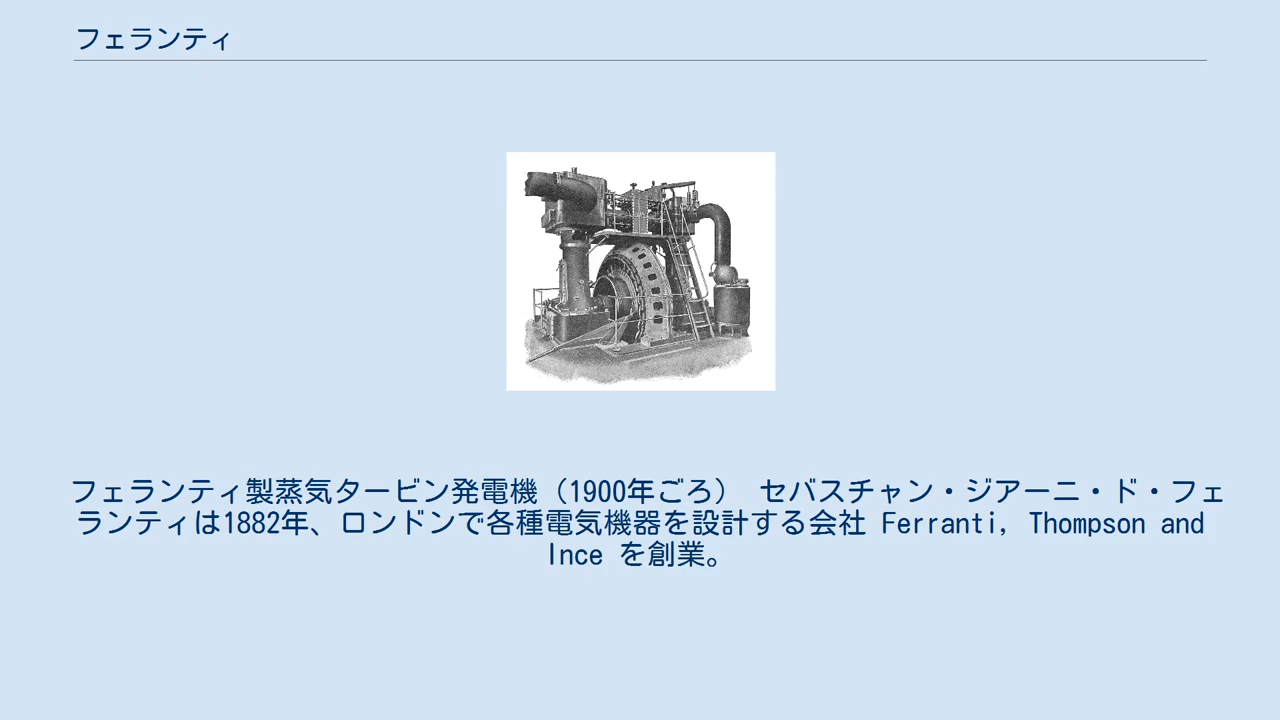 フェランティ
フェランティ製蒸気タービン発電機（1900年ごろ） セバスチャン・ジアーニ・ド・フェ
ランティは1882年、ロンドンで各種電気機器を設計する会社 Ferranti, Thompson and
Ince を創業。